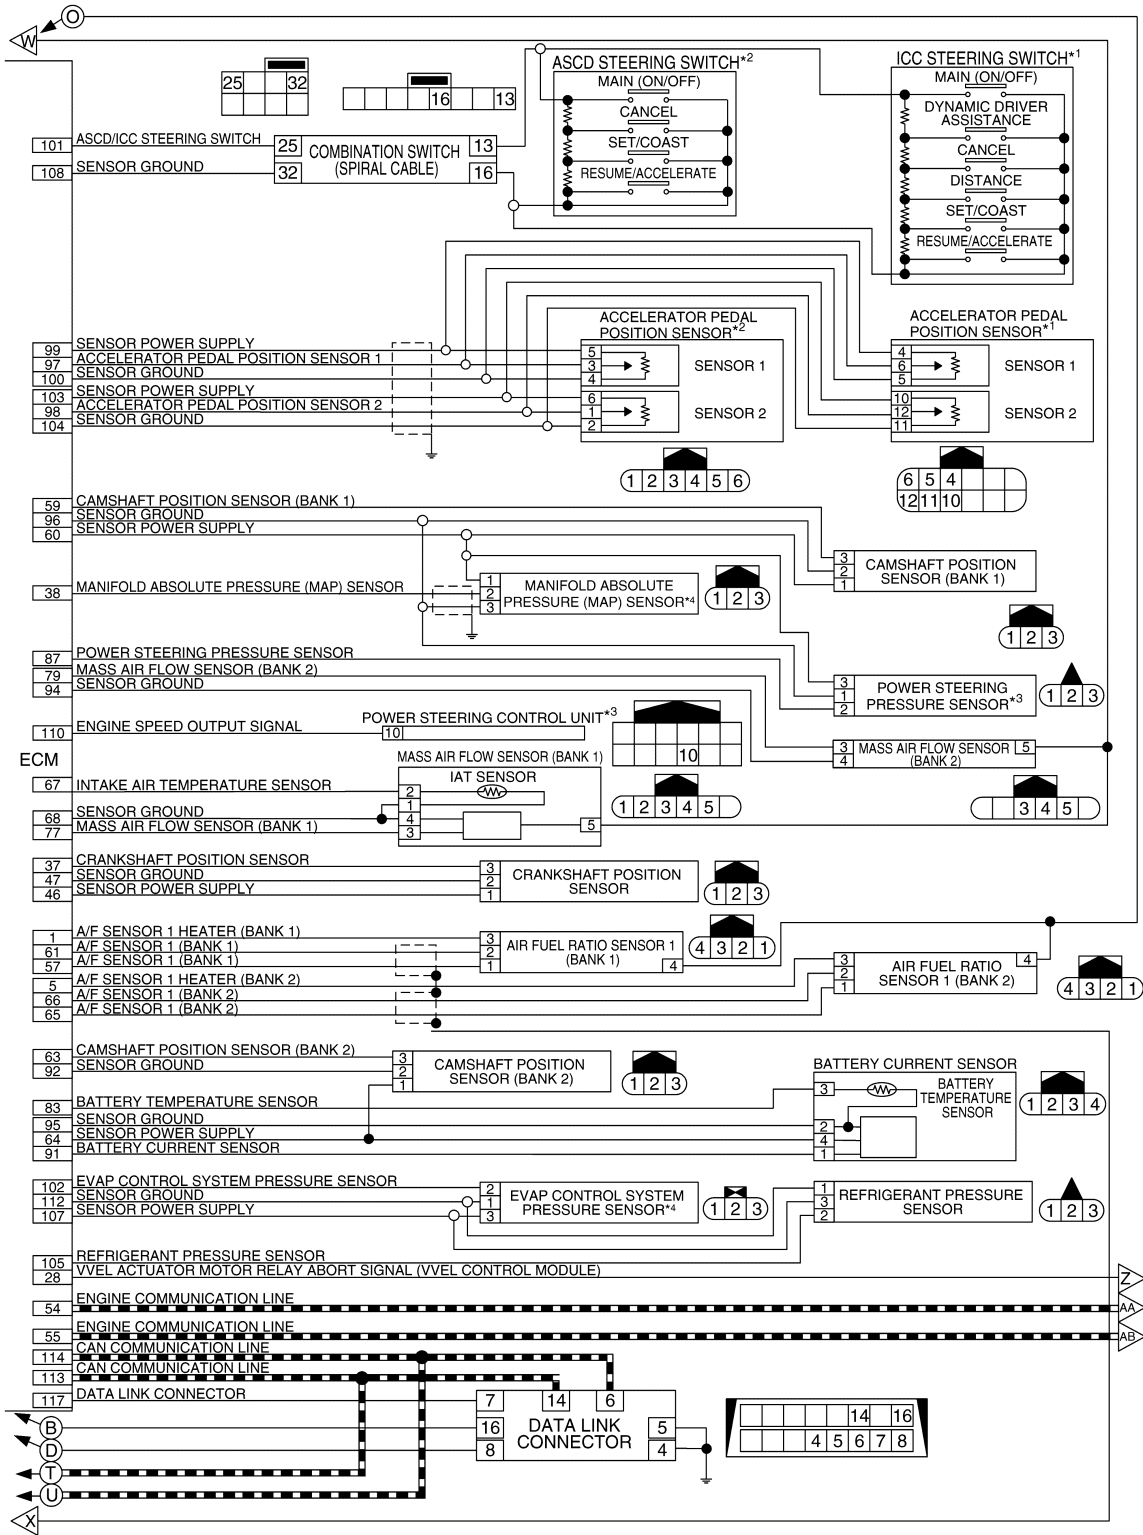 O
W
25 32
16 13
ASCD STEERING SWITCH*2
MAIN (ON/OFF)
CANCEL
SET/COAST
RESUME/ACCELERATE
ICC STEERING SWITCH*1
MAIN (ON/OFF)
DYNAMIC DRIVER
ASSISTANCE
CANCEL
DISTANCE
SET/COAST
RESUME/ACCELERATE
101 ASCD/ICC STEERING SWITCH
108 SENSOR GROUND
25 13
COMBINATION SWITCH
(SPIRAL CABLE)
32 16
99 SENSOR POWER SUPPLY
97 ACCELERATOR PEDAL POSITION SENSOR 1
100 SENSOR GROUND
103 SENSOR POWER SUPPLY
98 ACCELERATOR PEDAL POSITION SENSOR 2
104 SENSOR GROUND
ACCELERATOR PEDAL
POSITION SENSOR*2
5
3 SENSOR 1
4
6
1 SENSOR 2
2
1 2 3 4 5 6
ACCELERATOR PEDAL
POSITION SENSOR*1
4
6 SENSOR 1
5
10
12 SENSOR 2
11
6 5 4
12 11 10
59 CAMSHAFT POSITION SENSOR (BANK 1)
96 SENSOR GROUND
60 SENSOR POWER SUPPLY
3
2
1
CAMSHAFT POSITION
SENSOR (BANK 1)
1 2 3
38 MANIFOLD ABSOLUTE PRESSURE (MAP) SENSOR
1
2
3
MANIFOLD ABSOLUTE
PRESSURE (MAP) SENSOR*4
1 2 3
87 POWER STEERING PRESSURE SENSOR
79 MASS AIR FLOW SENSOR (BANK 2)
94 SENSOR GROUND
3
1
2
POWER STEERING
PRESSURE SENSOR*3
1 2 3
110 ENGINE SPEED OUTPUT SIGNAL
POWER STEERING CONTROL UNIT*3
10
10
3
4
MASS AIR FLOW SENSOR
(BANK 2)
5
3 4 5
ECM
MASS AIR FLOW SENSOR (BANK 1)
IAT SENSOR
67 INTAKE AIR TEMPERATURE SENSOR
68 SENSOR GROUND
77 MASS AIR FLOW SENSOR (BANK 1)
2
1
4
3
5
1 2 3 4 5
37 CRANKSHAFT POSITION SENSOR
47 SENSOR GROUND
46 SENSOR POWER SUPPLY
3
2
1
CRANKSHAFT POSITION
SENSOR
1 2 3
1 A/F SENSOR 1 HEATER (BANK 1)
61 A/F SENSOR 1 (BANK 1)
57 A/F SENSOR 1 (BANK 1)
5 A/F SENSOR 1 HEATER (BANK 2)
66 A/F SENSOR 1 (BANK 2)
65 A/F SENSOR 1 (BANK 2)
3
2
1
AIR FUEL RATIO SENSOR 1
(BANK 1)
4
4 3 2 1
3
2
1
AIR FUEL RATIO
SENSOR 1 (BANK 2)
4
4 3 2 1
63 CAMSHAFT POSITION SENSOR (BANK 2)
92 SENSOR GROUND
3
2
1
CAMSHAFT POSITION
SENSOR (BANK 2)
1 2 3
83 BATTERY TEMPERATURE SENSOR
95 SENSOR GROUND
64 SENSOR POWER SUPPLY
91 BATTERY CURRENT SENSOR
BATTERY CURRENT SENSOR
3
2
4
1
BATTERY
TEMPERATURE
SENSOR
1 2 3 4
102 EVAP CONTROL SYSTEM PRESSURE SENSOR
112 SENSOR GROUND
107 SENSOR POWER SUPPLY
2
1
3
EVAP CONTROL SYSTEM
PRESSURE SENSOR*4
1 2 3
1
3
2
REFRIGERANT PRESSURE
SENSOR
1 2 3
105 REFRIGERANT PRESSURE SENSOR
28 VVEL ACTUATOR MOTOR RELAY ABORT SIGNAL (VVEL CONTROL MODULE)
Z
54 ENGINE COMMUNICATION LINE
AA
55 ENGINE COMMUNICATION LINE
AB
114 CAN COMMUNICATION LINE
113 CAN COMMUNICATION LINE
117 DATA LINK CONNECTOR
7 14 6
16 5
8 4
DATA LINK
CONNECTOR
14 16
4 5 6 7 8
B
D
T
U
X